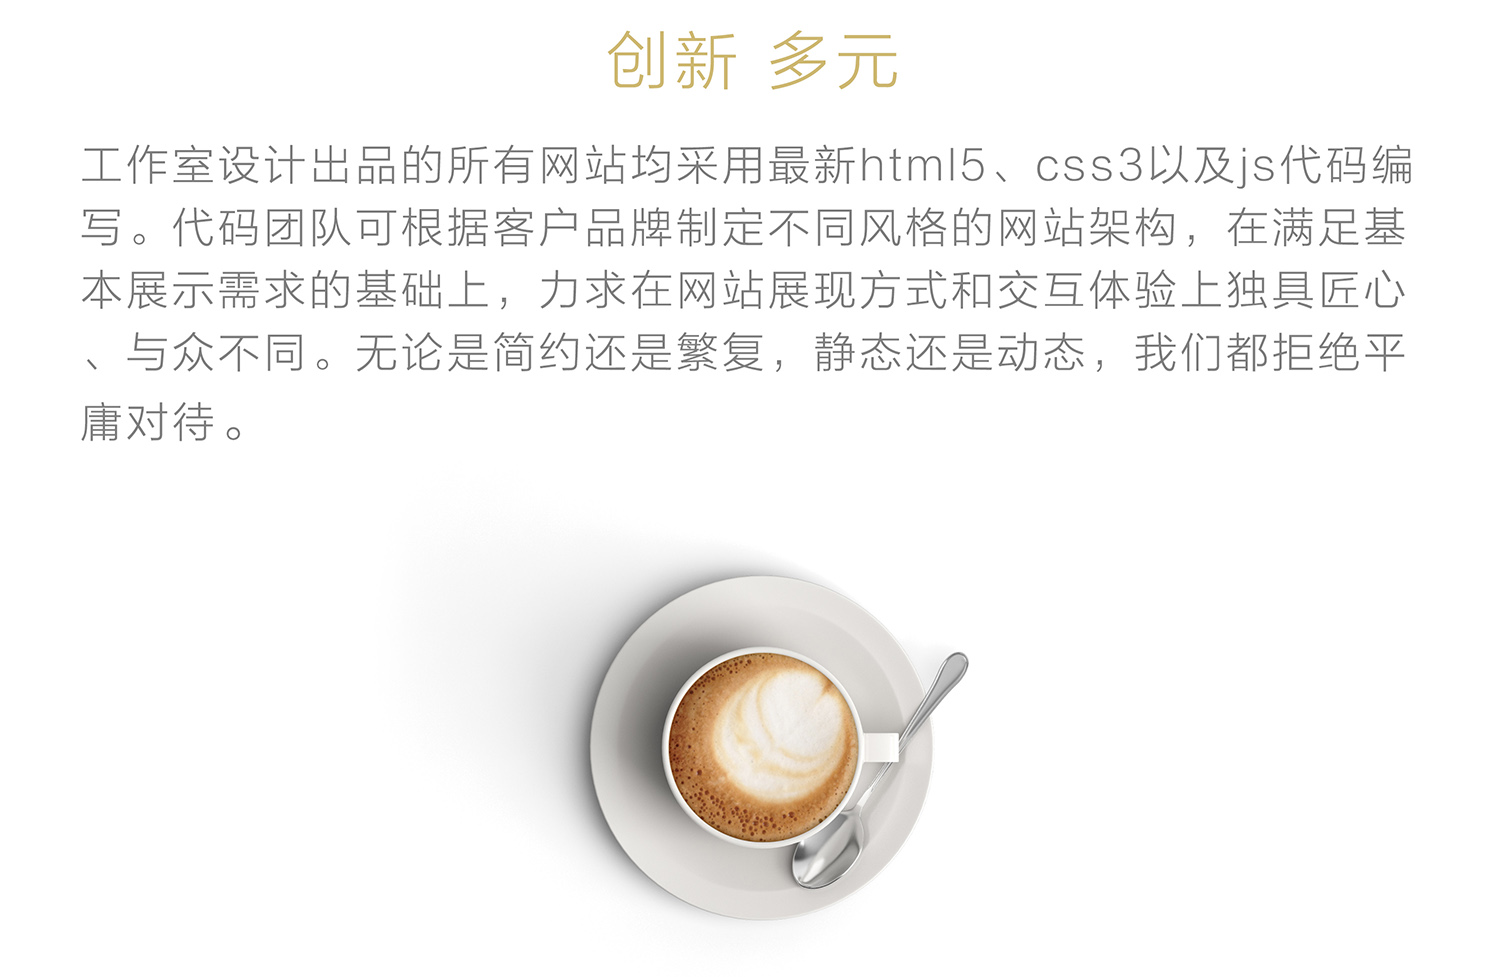 创新 多元
工作室设计出品的所有网站均采用最新html5、css3以及js代码编
写。代码团队可根据客户品牌制定不同风格的网站架构，在满足基
本展示需求的基础上，力求在网站展现方式和交互体验上独具匠心
、与众不同。无论是简约还是繁复，静态还是动态，我们都拒绝平
庸对待。